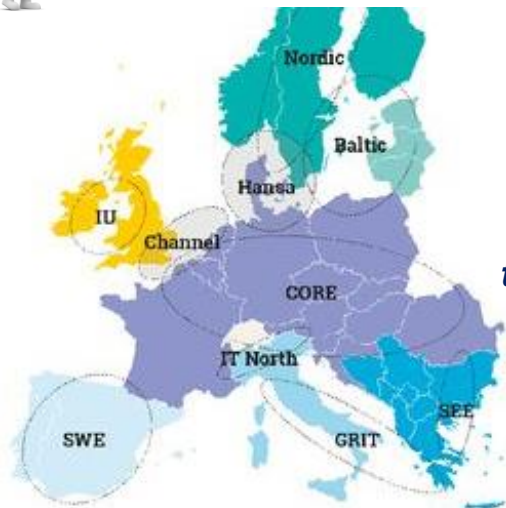 Nordic
Baltic
Hansa
IU
Channel
CORE
IT North
SEE
SWE
GRIT